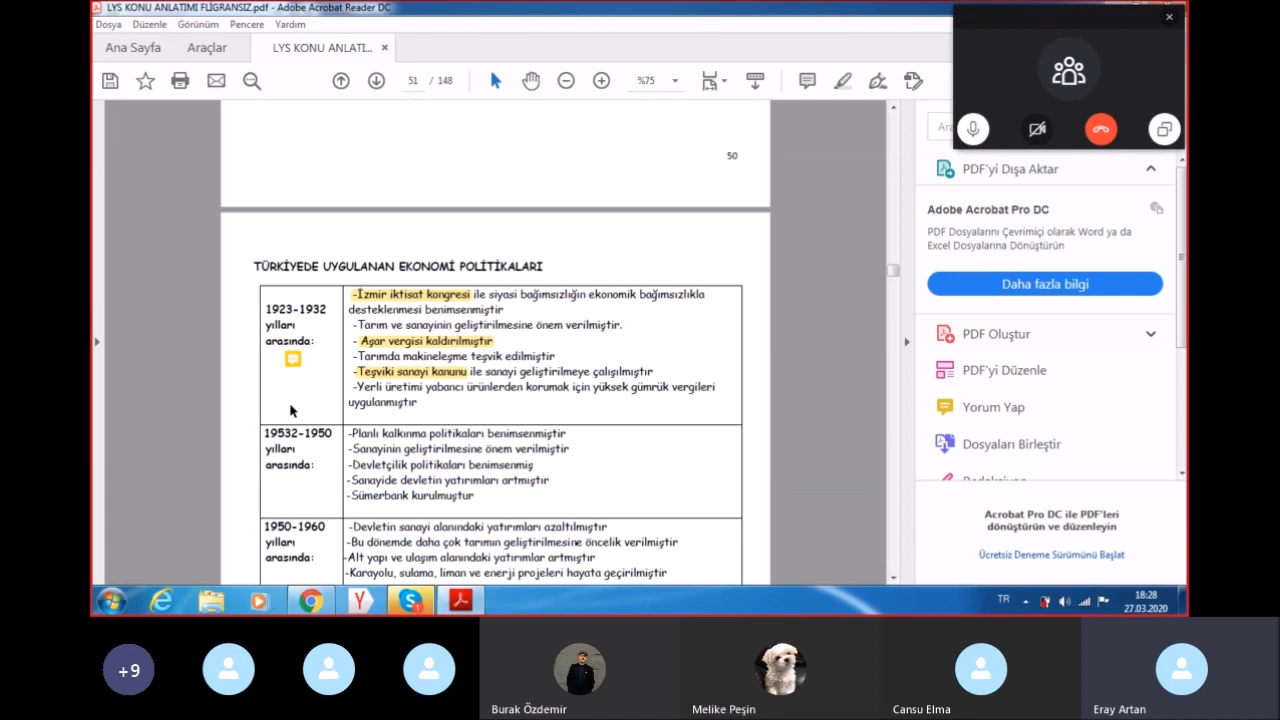 LYS KONU ANLATIMI FLİGRANSIZ.pdf - Adobe Acrobat Reader DC
Dosya Düzenle Görünüm Pencere Yardım
Ana Sayfa Araçlar LYS KONU ANLATI... ×
51 / 148 %75
50
TÜRKİYEDE UYGULANAN EKONOMİ POLİTİKALARI
1923-1932
yılları
arasında:
-İzmir iktisat kongresi ile siyasi bağımsızlığın ekonomik bağımsızlıkla
desteklenmesi benimsenmiştir
-Tarım ve sanayinin geliştirilmesine önem verilmiştir.
- Aşar vergisi kaldırılmıştır
-Tarımda makineleşme teşvik edilmiştir
-Teşviki sanayi kanunu ile sanayi geliştirilmeye çalışılmıştır
-Yerli üretimi yabancı ürünlerden korumak için yüksek gümrük vergileri
uygulanmıştır
19532-1950
yılları
arasında:
-Planlı kalkınma politikaları benimsenmiştir
-Sanayinin geliştirilmesine önem verilmiştir
-Devletçilik politikaları benimsenmiş
-Sanayide devletin yatırımları artmıştır
-Sümerbank kurulmuştur
1950-1960
yılları
arasında:
-Devletin sanayi alanındaki yatırımları azaltılmıştır
-Bu dönemde daha çok tarımın geliştirilmesine öncelik verilmiştir
-Alt yapı ve ulaşım alanındaki yatırımlar artmıştır
-Karayolu, sulama, liman ve enerji projeleri hayata geçirilmiştir
PDF'yi Dışa Aktar
Adobe Acrobat Pro DC
PDF Dosyalarını Çevrimiçi olarak Word ya da
Excel Dosyalarına Dönüştürün
Daha fazla bilgi
PDF Oluştur
PDF'yi Düzenle
Yorum Yap
Dosyaları Birleştir
Acrobat Pro DC ile PDF'leri
dönüştürün ve düzenleyin
Ücretsiz Deneme Sürümünü Başlat
TR
18:28
27.03.2020
+9
Burak Özdemir
Melike Peşin
Cansu Elma
Eray Artan